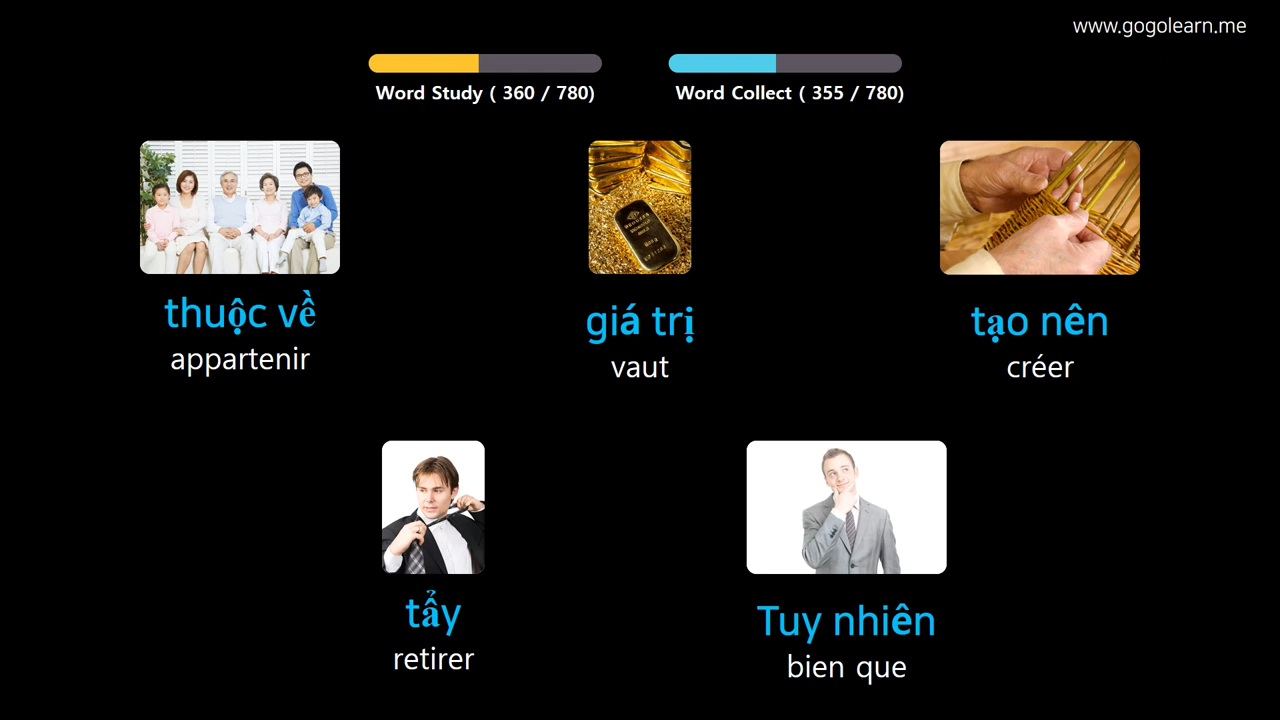 www.gogolearn.me
Word Study ( 360 / 780)
Word Collect ( 355 / 780)
thuộc về
appartenir
giá trị
vaut
tạo nên
créer
tẩy
retirer
Tuy nhiên
bien que